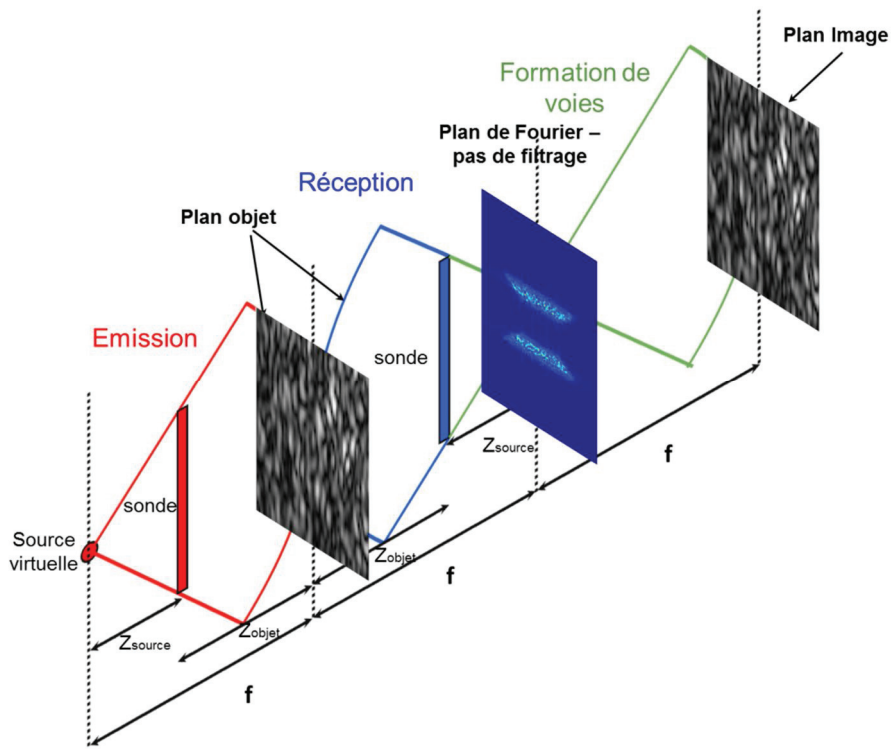 Plan Image
Formation de
voies
Plan de Fourier –
pas de filtrage
Réception
Plan objet
Emission
sonde
Zsource
f
sonde
Source
virtuelle
Zobjet
f
Zsource
Zobjet
f